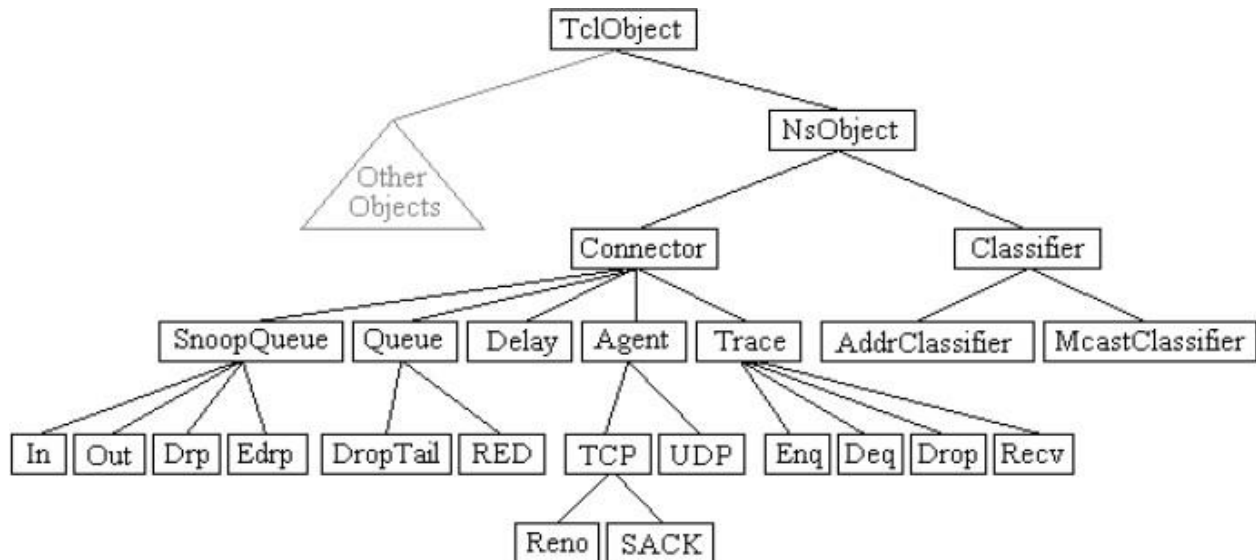 TclObject
NsObject
Other
Objects
Connector
Classifier
SnoopQueue
Queue
Delay
Agent
Trace
AddrClassifier
McastClassifier
In
Out
Drp
Edrp
DropTail
RED
TCP
UDP
Enq
Deq
Drop
Recv
Reno
SACK